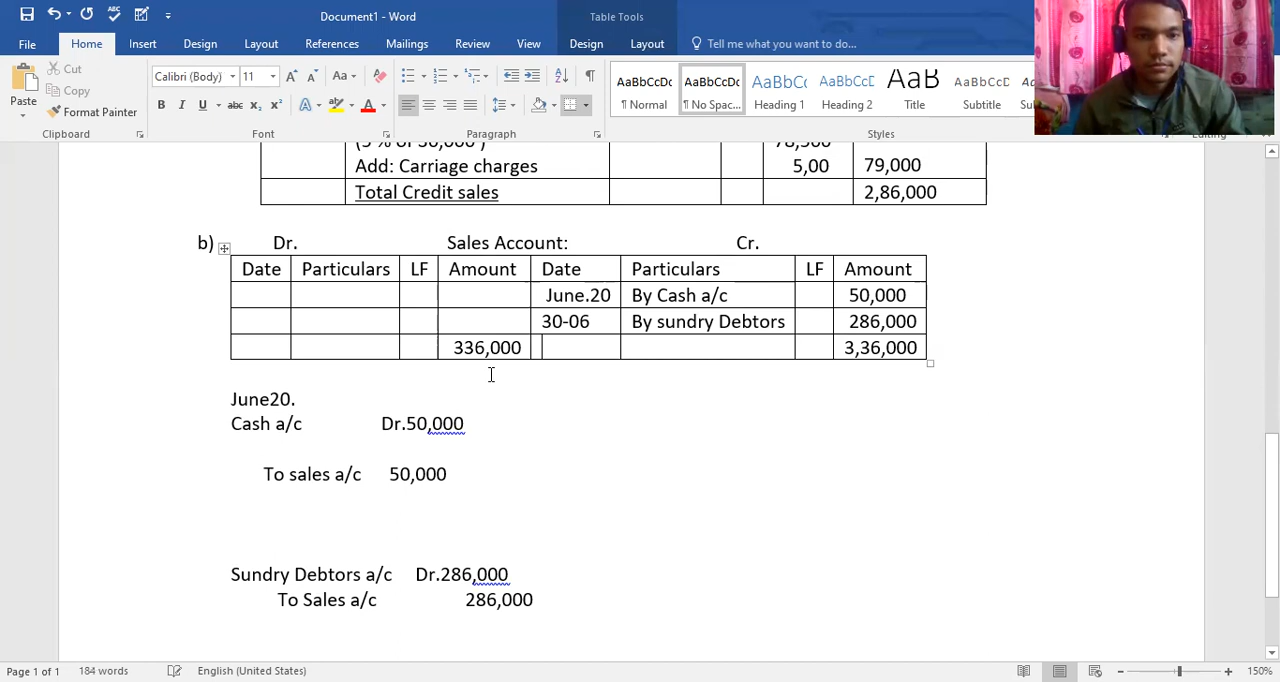 Document1 - Word
Table Tools
File Home Insert Design Layout References Mailings Review View Design Layout Tell me what you want to do...
Cut
Copy
Paste
Format Painter
Calibri (Body) 11
AaBbCcDc AaBbCcDc AaBbCc AaBbCcD AaB AaBbCcD
¶ Normal ¶ No Spac... Heading 1 Heading 2 Title Subtitle
Clipboard Font Paragraph Styles
Add: Carriage charges 5,00 79,000
Total Credit sales 2,86,000
b) Dr. Sales Account: Cr.
Date Particulars LF Amount Date Particulars LF Amount
June.20 By Cash a/c 50,000
30-06 By sundry Debtors 286,000
336,000 3,36,000
June20.
Cash a/c Dr.50,000
To sales a/c 50,000
Sundry Debtors a/c Dr.286,000
To Sales a/c 286,000
Page 1 of 1 184 words English (United States) 150%